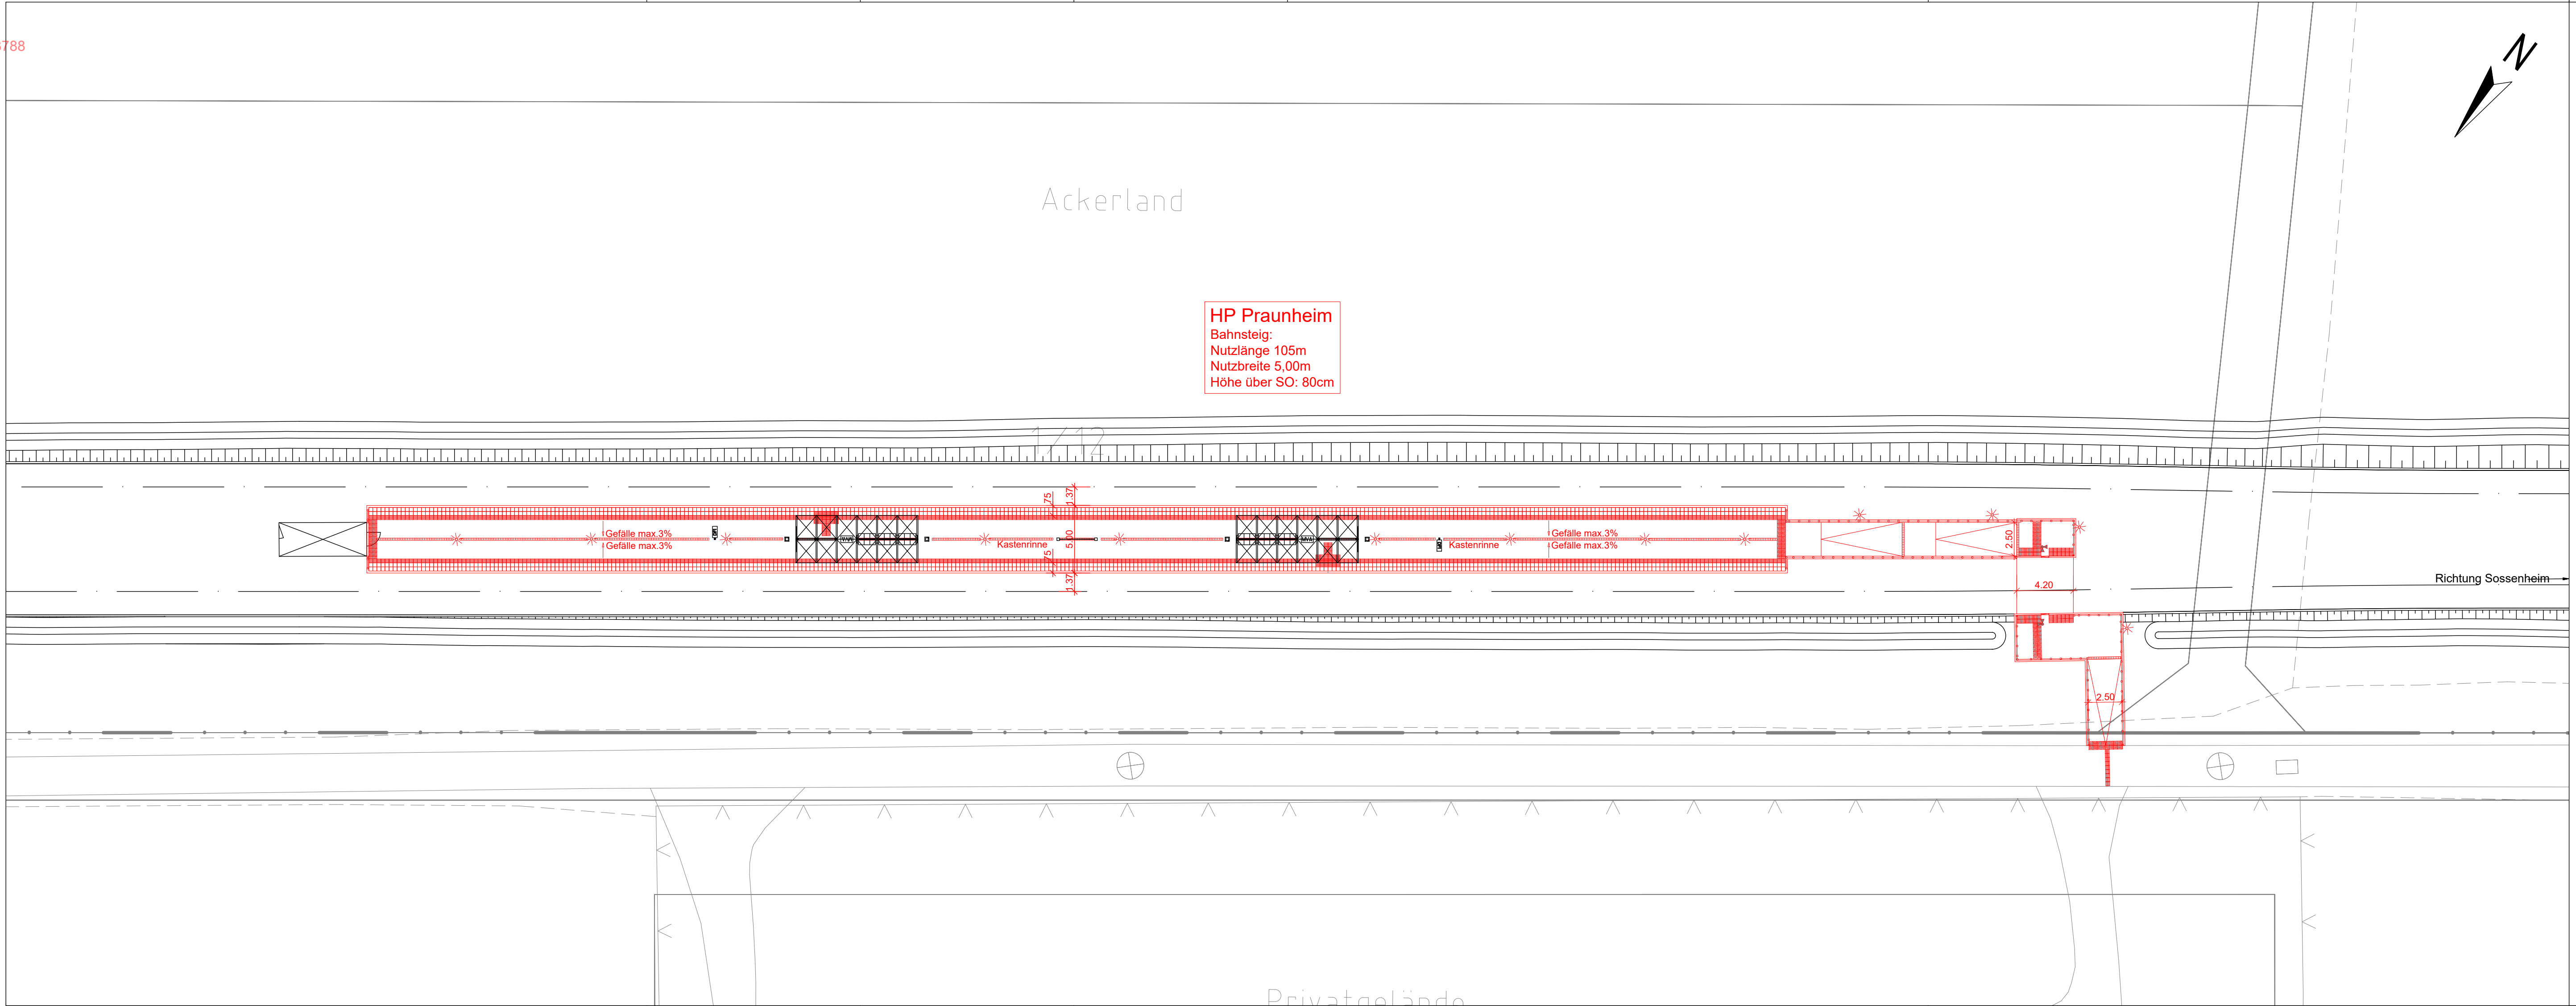 788
N
Ackerland
HP Praunheim
Bahnsteig:
Nutzlänge 105m
Nutzbreite 5,00m
Höhe über SO: 80cm
1/12
.75
1.37
Gefälle max.3%
Gefälle max.3%
Kastenrinne
5.00
Kastenrinne
Gefälle max.3%
Gefälle max.3%
2.50
.75
1.37
4.20
Richtung Sossenheim
2.50
Privatgelände